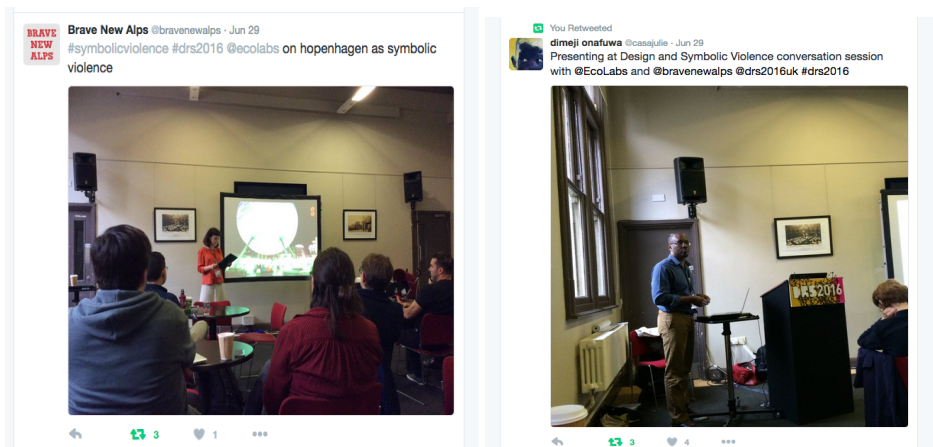 BRAVE
NEW
ALPS
Brave New Alps @bravenewalps · Jun 29
#symbolicviolence #drs2016 @ecolabs on hopenhagen as symbolic
violence
3
1
You Retweeted
dimeji onafuwa @casajulie · Jun 29
Presenting at Design and Symbolic Violence conversation session
with @EcoLabs and @bravenewalps @drs2016uk #drs2016
DRS2016
3
4